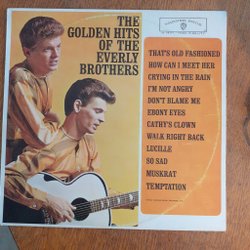 THE
GOLDEN HITS
OF THE
EVERLY
BROTHERS
THAT'S OLD FASHIONED
HOW CAN I MEET HER
CRYING IN THE RAIN
I'M NOT ANGRY
DON'T BLAME ME
EBONY EYES
CATHY'S CLOWN
WALK RIGHT BACK
LUCILLE
SO SAD
MUSKRAT
TEMPTATION